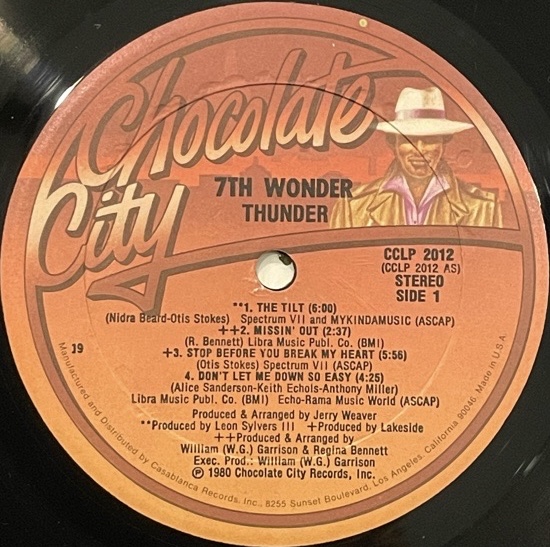 Chocolate
City
7TH WONDER
THUNDER
CCLP 2012
(CCLP 2012 AS)
STEREO
SIDE 1
**1. THE TILT (6:00)
(Nidra Beard-Otis Stokes) Spectrum VII and MYKINDAMUSIC (ASCAP)
++2. MISSIN' OUT (2:37)
(R. Bennett) Libra Music Publ. Co. (BMI)
+3. STOP BEFORE YOU BREAK MY HEART (5:56)
(Otis Stokes) Spectrum VII (ASCAP)
4. DON'T LET ME DOWN SO EASY (4:25)
(Alice Sanderson-Keith Echols-Anthony Miller)
Libra Music Publ. Co. (BMI) Echo-Rama Music World (ASCAP)
19
Produced & Arranged by Jerry Weaver
**Produced by Leon Sylvers III + Produced by Lakeside
++Produced & Arranged by
William (W.G.) Garrison & Regina Bennett
Exec. Prod.: William (W.G.) Garrison
℗ 1980 Chocolate City Records, Inc.
Manufactured and Distributed by Casablanca Records, Inc., 8255 Sunset Boulevard, Los Angeles, California 90046, Made in U.S.A.